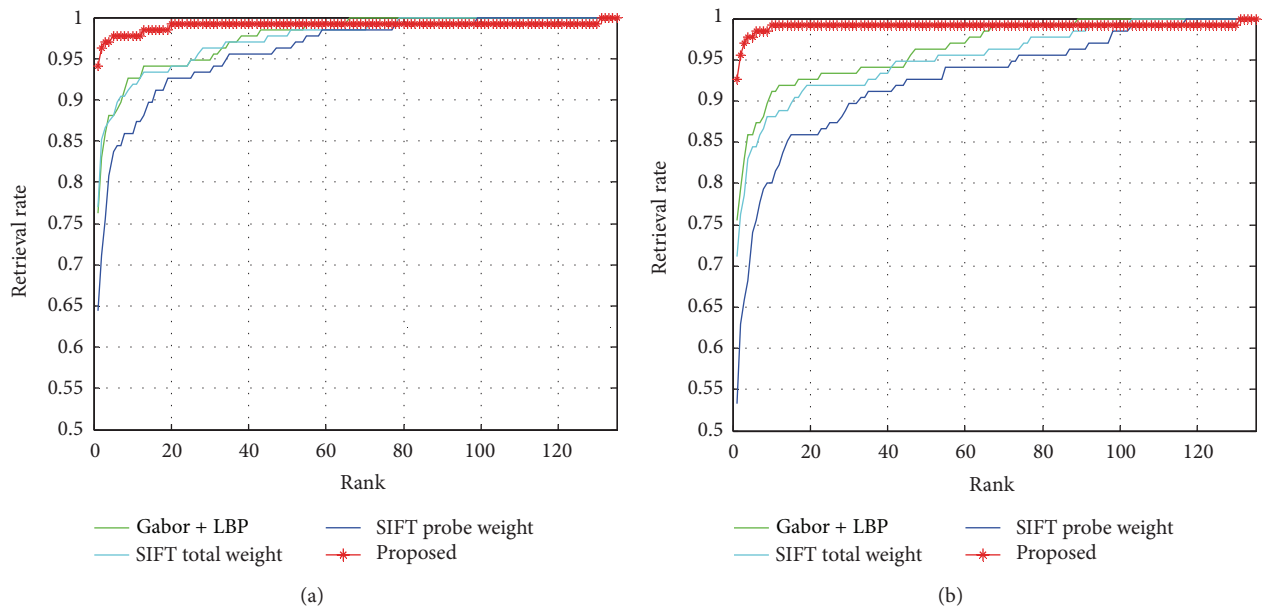 1
0.95
0.9
0.85
0.8
0.75
0.7
0.65
0.6
0.55
0.5
Retrieval rate
0 20 40 60 80 100 120
Rank
Gabor + LBP
SIFT total weight
SIFT probe weight
Proposed
(a)
1
0.95
0.9
0.85
0.8
0.75
0.7
0.65
0.6
0.55
0.5
Retrieval rate
0 20 40 60 80 100 120
Rank
Gabor + LBP
SIFT total weight
SIFT probe weight
Proposed
(b)